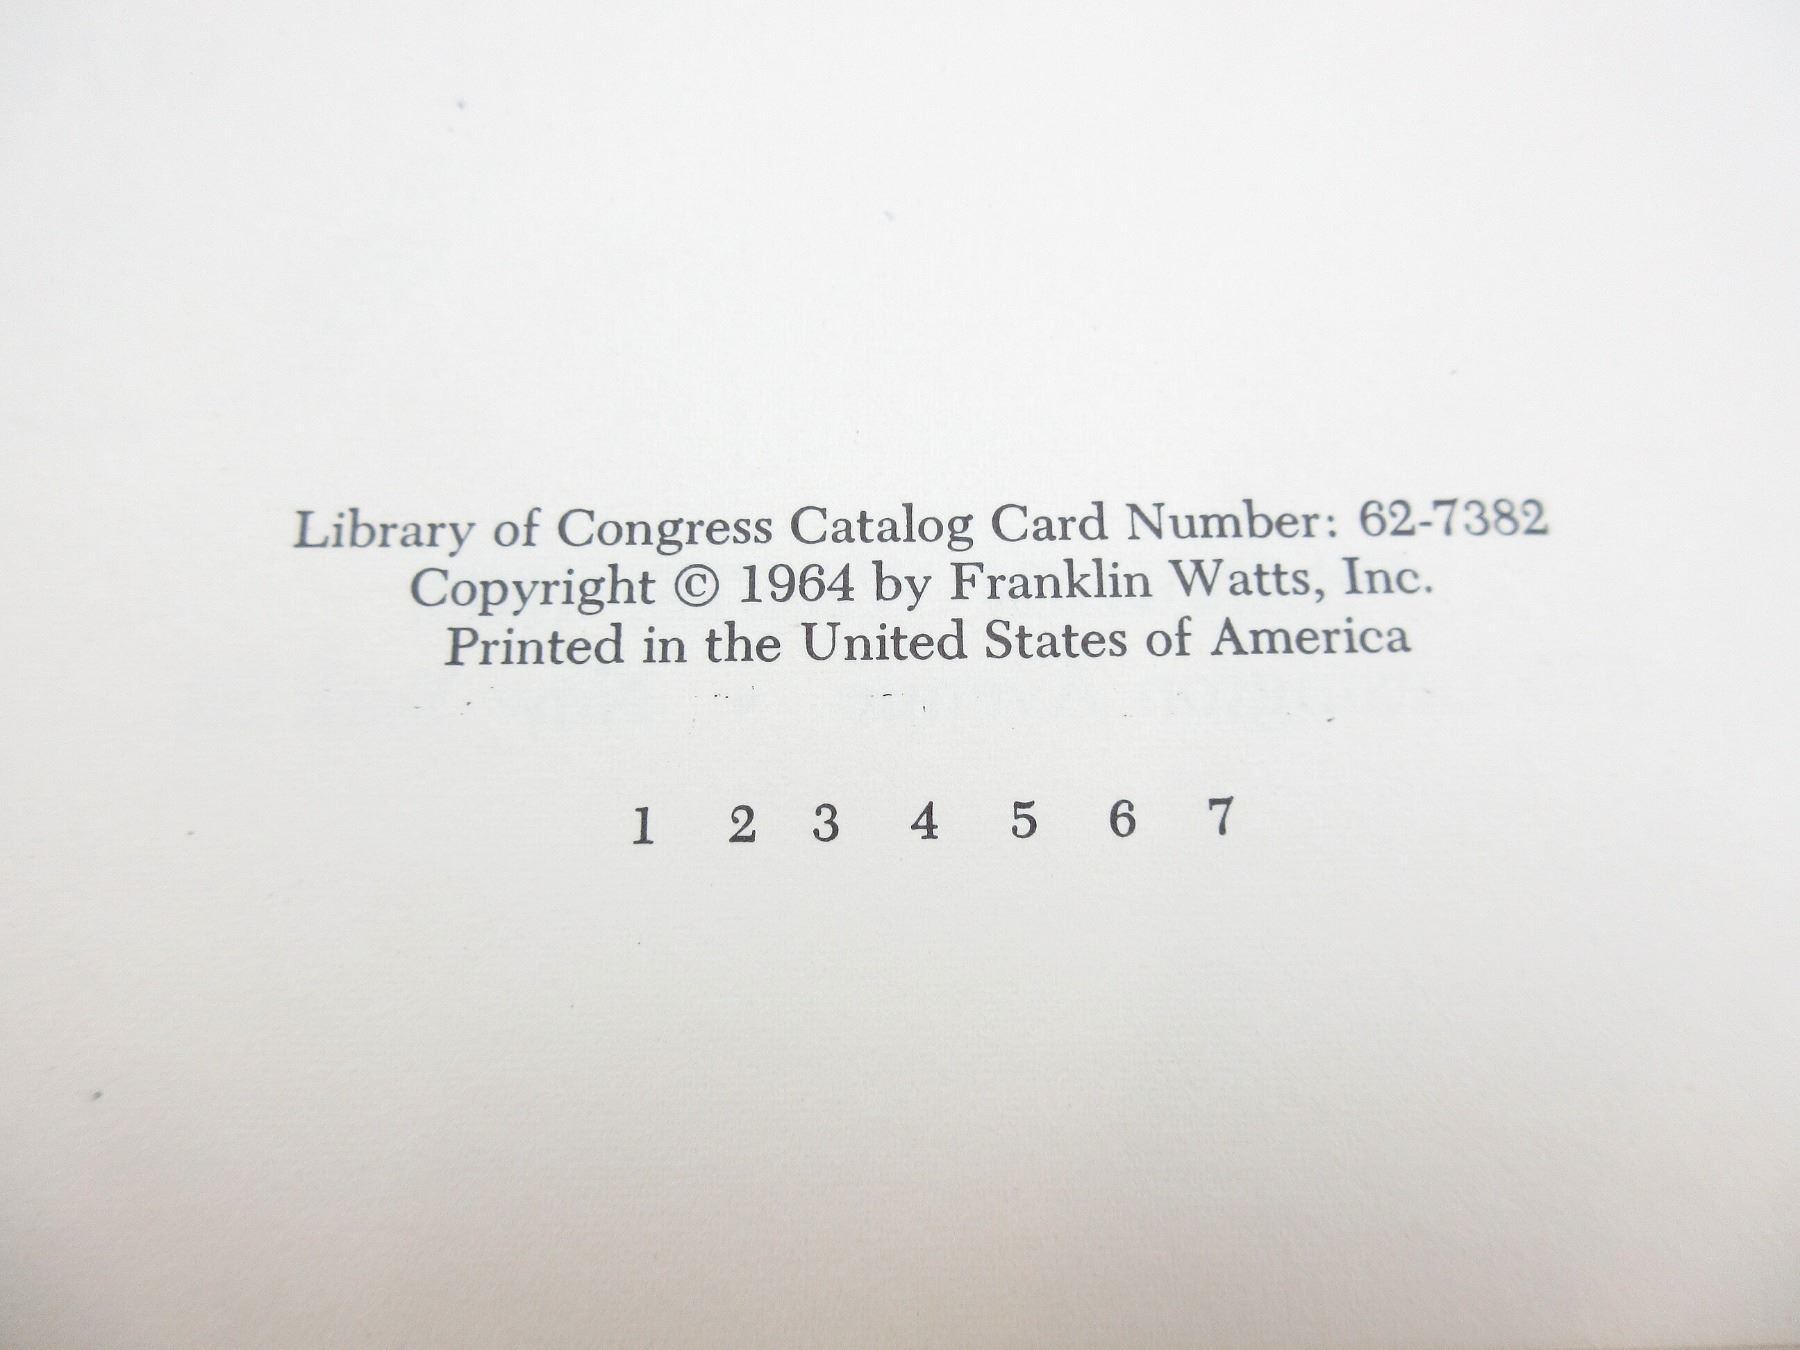 Library of Congress Catalog Card Number: 62-7382
Copyright © 1964 by Franklin Watts, Inc.
Printed in the United States of America
1 2 3 4 5 6 7